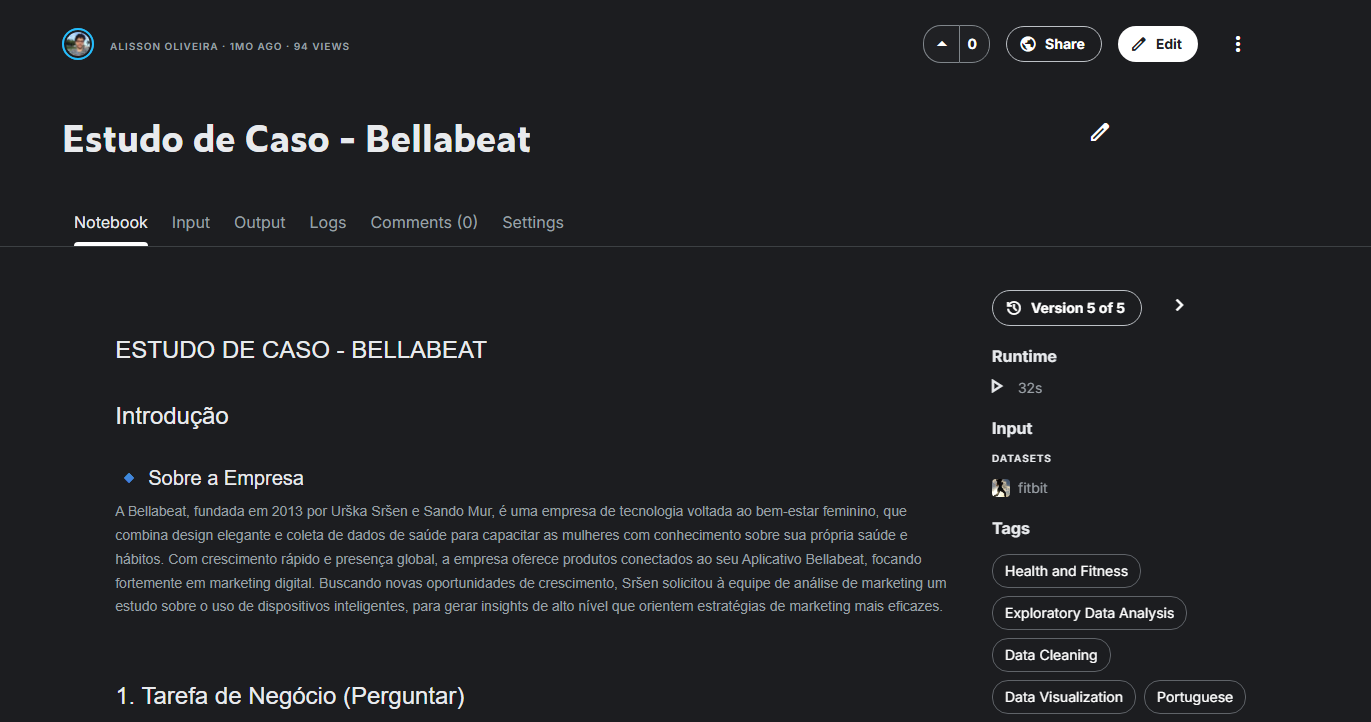 ALISSON OLIVEIRA · 1MO AGO · 94 VIEWS
0
Share
Edit
Estudo de Caso - Bellabeat
Notebook
Input
Output
Logs
Comments (0)
Settings
ESTUDO DE CASO - BELLABEAT
Introdução
Sobre a Empresa
A Bellabeat, fundada em 2013 por Urška Sršen e Sando Mur, é uma empresa de tecnologia voltada ao bem-estar feminino, que
combina design elegante e coleta de dados de saúde para capacitar as mulheres com conhecimento sobre sua própria saúde e
hábitos. Com crescimento rápido e presença global, a empresa oferece produtos conectados ao seu Aplicativo Bellabeat, focando
fortemente em marketing digital. Buscando novas oportunidades de crescimento, Sršen solicitou à equipe de análise de marketing um
estudo sobre o uso de dispositivos inteligentes, para gerar insights de alto nível que orientem estratégias de marketing mais eficazes.
1. Tarefa de Negócio (Perguntar)
Version 5 of 5
Runtime
32s
Input
DATASETS
fitbit
Tags
Health and Fitness
Exploratory Data Analysis
Data Cleaning
Data Visualization
Portuguese